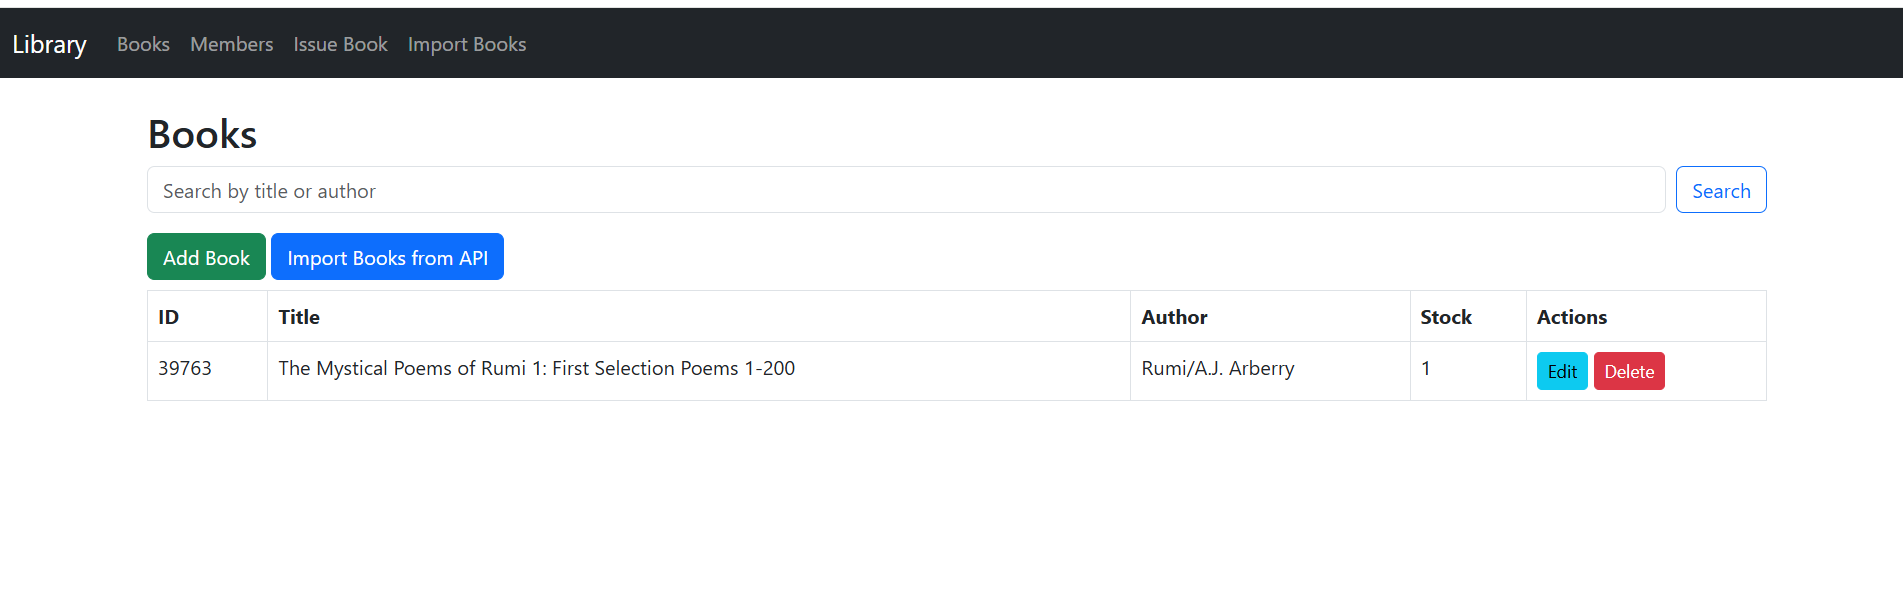 Library Books Members Issue Book Import Books
Books
Search by title or author Search
Add Book Import Books from API
ID Title Author Stock Actions
39763 The Mystical Poems of Rumi 1: First Selection Poems 1-200 Rumi/A.J. Arberry 1 Edit Delete